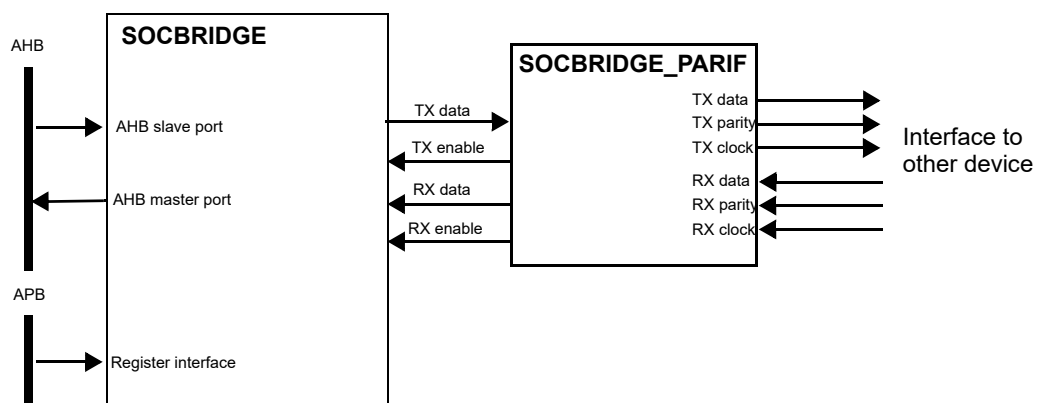 SOCBRIDGE
AHB
SOCBRIDGE_PARIF
TX data
TX data
TX parity
AHB slave port
TX enable
TX clock
Interface to
other device
RX data
RX data
AHB master port
RX parity
RX enable
RX clock
APB
Register interface